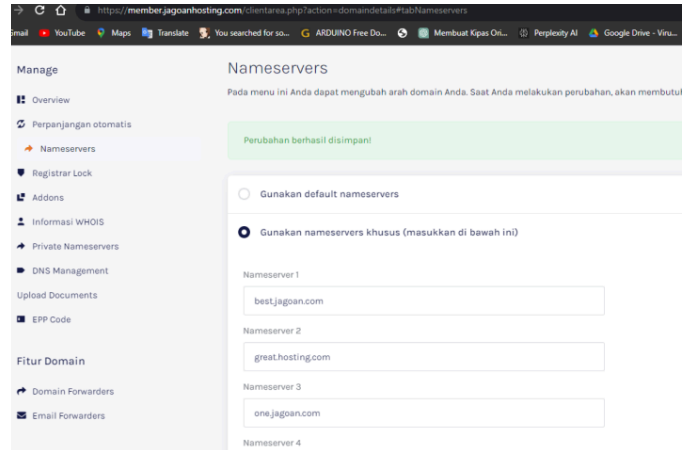 https://member.jagoanhosting.com/clientarea.php?action=domaindetails#tabNameservers
Gmail YouTube Maps Translate You searched for so... ARDUINO Free Do... Membuat Kipas Ori... Perplexity AI Google Drive - Viru...
Manage
Overview
Perpanjangan otomatis
Nameservers
Registrar Lock
Addons
Informasi WHOIS
Private Nameservers
DNS Management
Upload Documents
EPP Code
Fitur Domain
Domain Forwarders
Email Forwarders
Nameservers
Pada menu ini Anda dapat mengubah arah domain Anda. Saat Anda melakukan perubahan, akan membutuh
Perubahan berhasil disimpan!
Gunakan default nameservers
Gunakan nameservers khusus (masukkan di bawah ini)
Nameserver 1
best.jagoan.com
Nameserver 2
great.hosting.com
Nameserver 3
one.jagoan.com
Nameserver 4